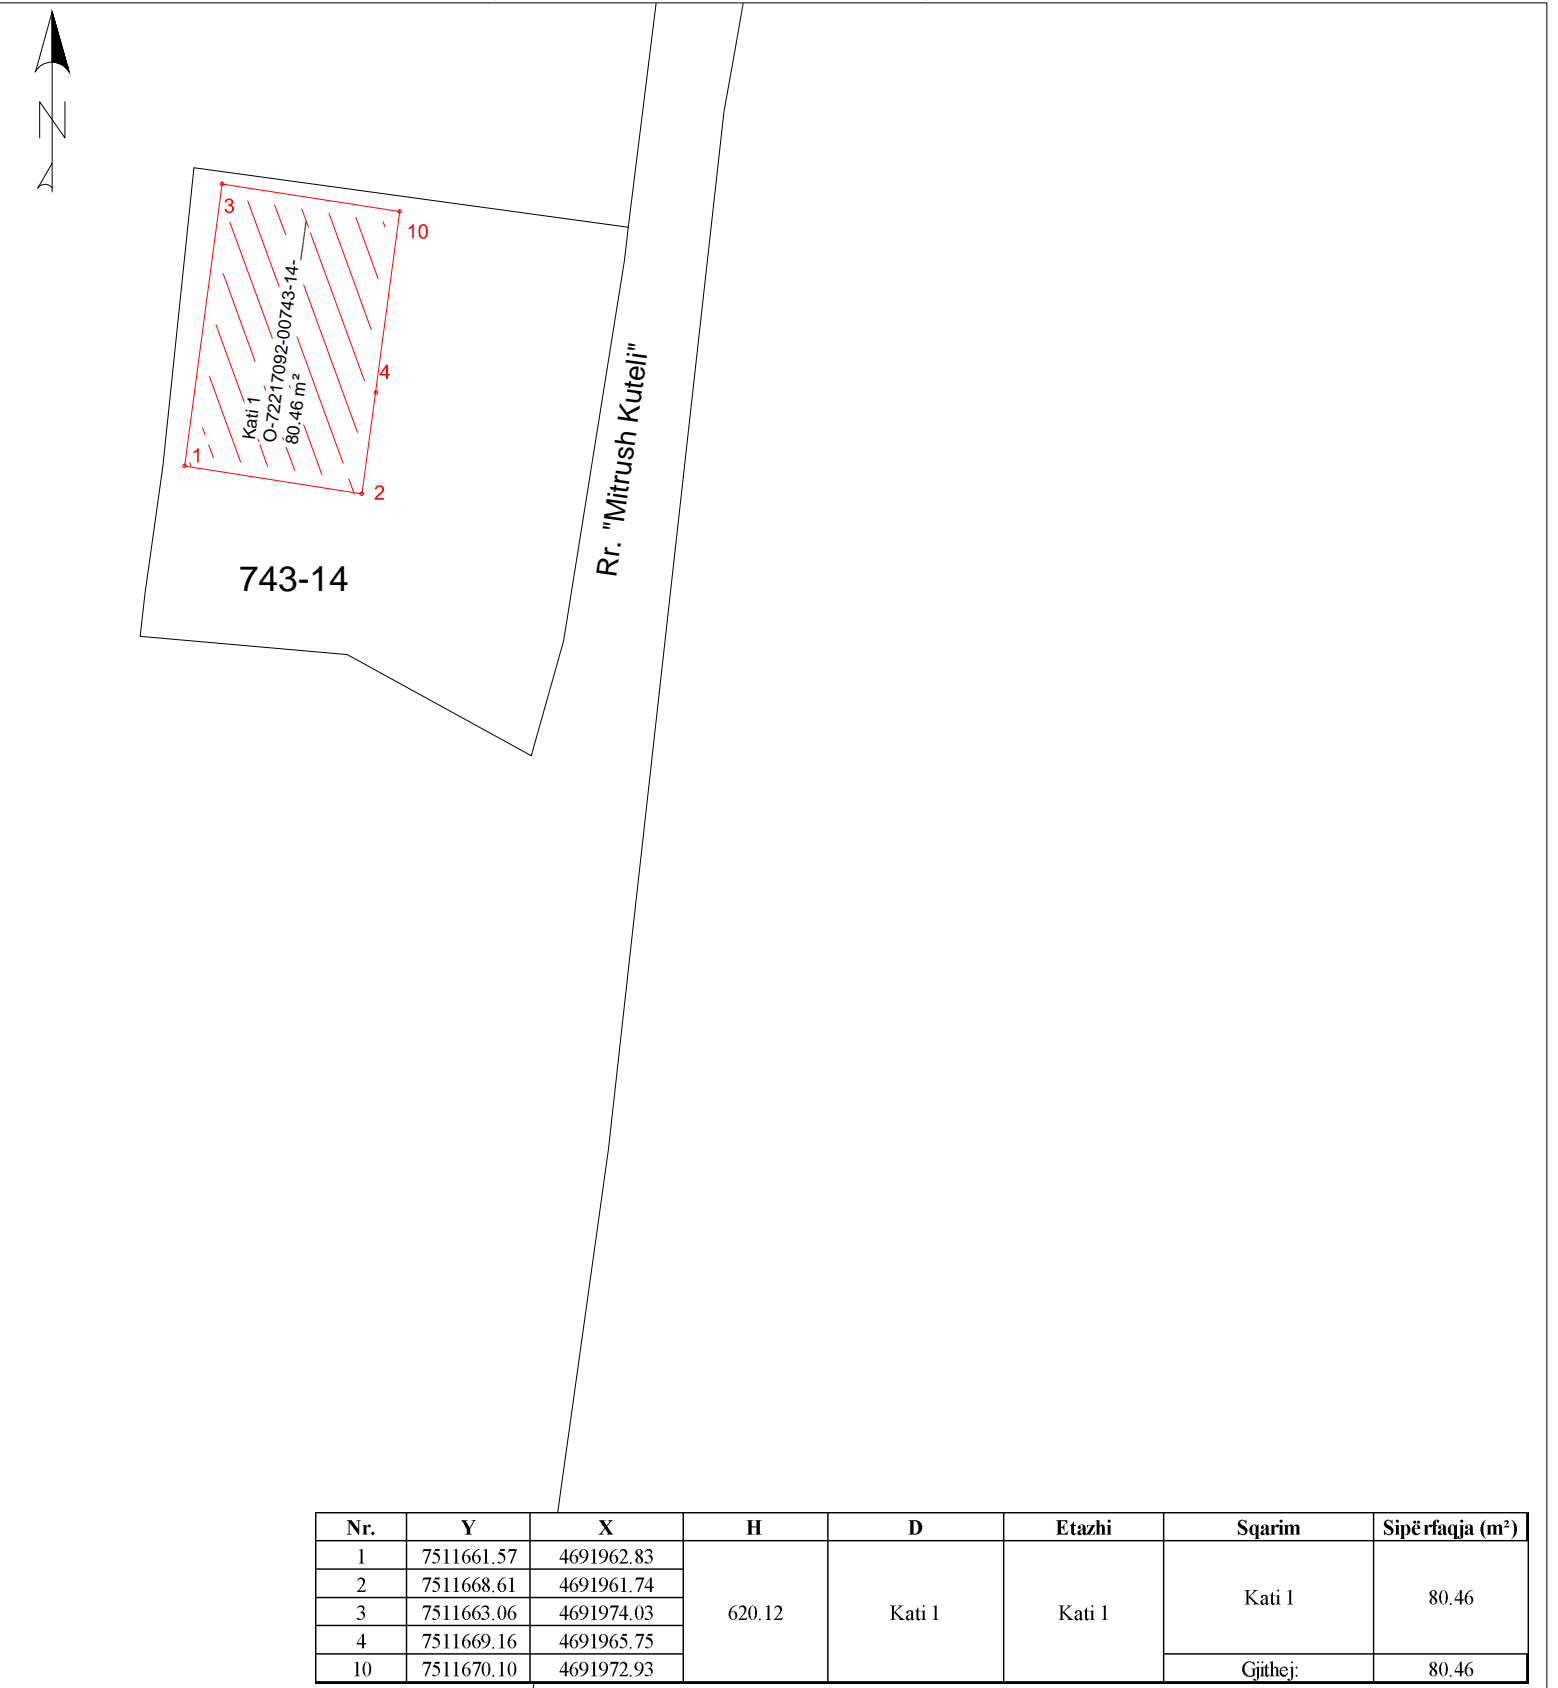 N
3
10
Kati 1
O-72217092-00743-14-
80.46 m²
4
1
2
Rr. "Mitrush Kuteli"
743-14
Nr. Y X H D Etazhi Sqarim Sipërfaqja (m²)
1 7511661.57 4691962.83
2 7511668.61 4691961.74
3 7511663.06 4691974.03 620.12 Kati 1 Kati 1 Kati 1 80.46
4 7511669.16 4691965.75
10 7511670.10 4691972.93 Gjithej: 80.46